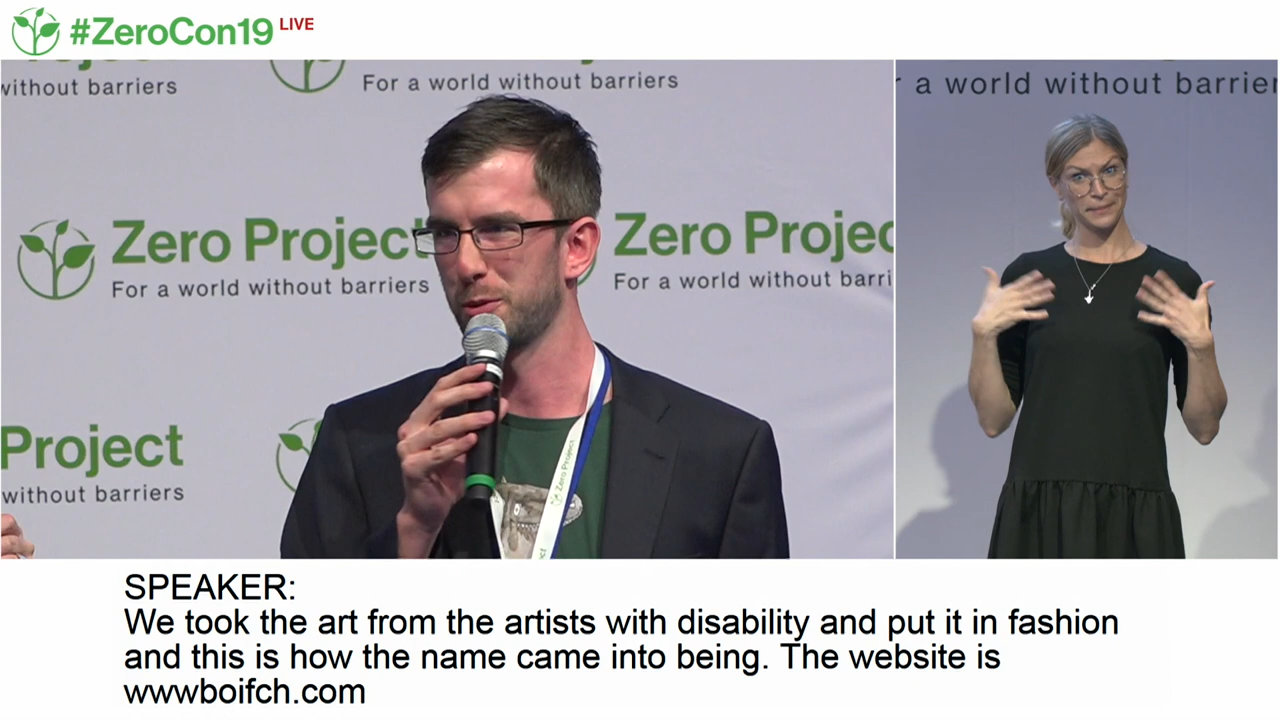 #ZeroCon19 LIVE
without barriers
For a world without barriers
a world without barrier
Zero Project
For a world without barriers
Zero Projec
For a world without barri
Project
without barriers
Zero Project
SPEAKER:
We took the art from the artists with disability and put it in fashion
and this is how the name came into being. The website is
wwwboifch.com